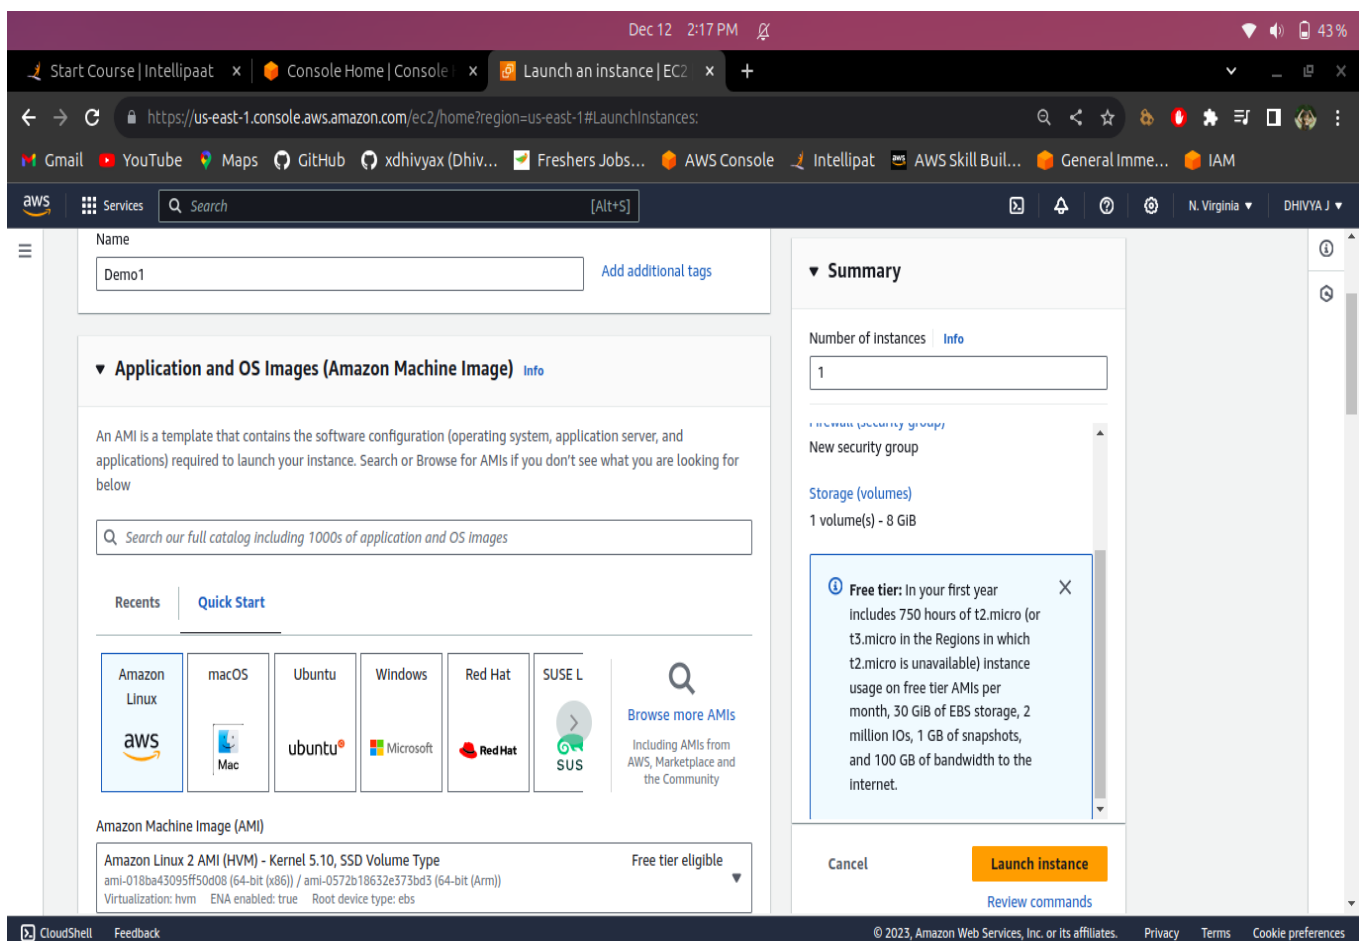 Dec 12 2:17 PM
43 %
Start Course | Intellipaat
Console Home | Console
Launch an instance | EC2
https://us-east-1.console.aws.amazon.com/ec2/home?region=us-east-1#LaunchInstances:
Gmail
YouTube
Maps
GitHub
xdhivyax (Dhiv...
Freshers Jobs...
AWS Console
Intellipat
AWS Skill Buil...
General Imme...
IAM
aws
Services
Search
[Alt+S]
N. Virginia
DHIVYA J
Name
Demo1
Add additional tags
Application and OS Images (Amazon Machine Image) Info
An AMI is a template that contains the software configuration (operating system, application server, and
applications) required to launch your instance. Search or Browse for AMIs if you don't see what you are looking for
below
Search our full catalog including 1000s of application and OS images
Recents
Quick Start
Amazon
Linux
aws
macOS
Mac
Ubuntu
ubuntu
Windows
Microsoft
Red Hat
Red Hat
SUSE L
SUS
Browse more AMIs
Including AMIs from
AWS, Marketplace and
the Community
Amazon Machine Image (AMI)
Amazon Linux 2 AMI (HVM) - Kernel 5.10, SSD Volume Type
Free tier eligible
ami-018ba43095ff50d08 (64-bit (x86)) / ami-0572b18632e373bd3 (64-bit (Arm))
Virtualization: hvm ENA enabled: true Root device type: ebs
Summary
Number of instances Info
1
Firewall (security group)
New security group
Storage (volumes)
1 volume(s) - 8 GiB
Free tier: In your first year
includes 750 hours of t2.micro (or
t3.micro in the Regions in which
t2.micro is unavailable) instance
usage on free tier AMIs per
month, 30 GiB of EBS storage, 2
million IOs, 1 GB of snapshots,
and 100 GB of bandwidth to the
internet.
Cancel
Launch instance
Review commands
CloudShell
Feedback
© 2023, Amazon Web Services, Inc. or its affiliates.
Privacy
Terms
Cookie preferences